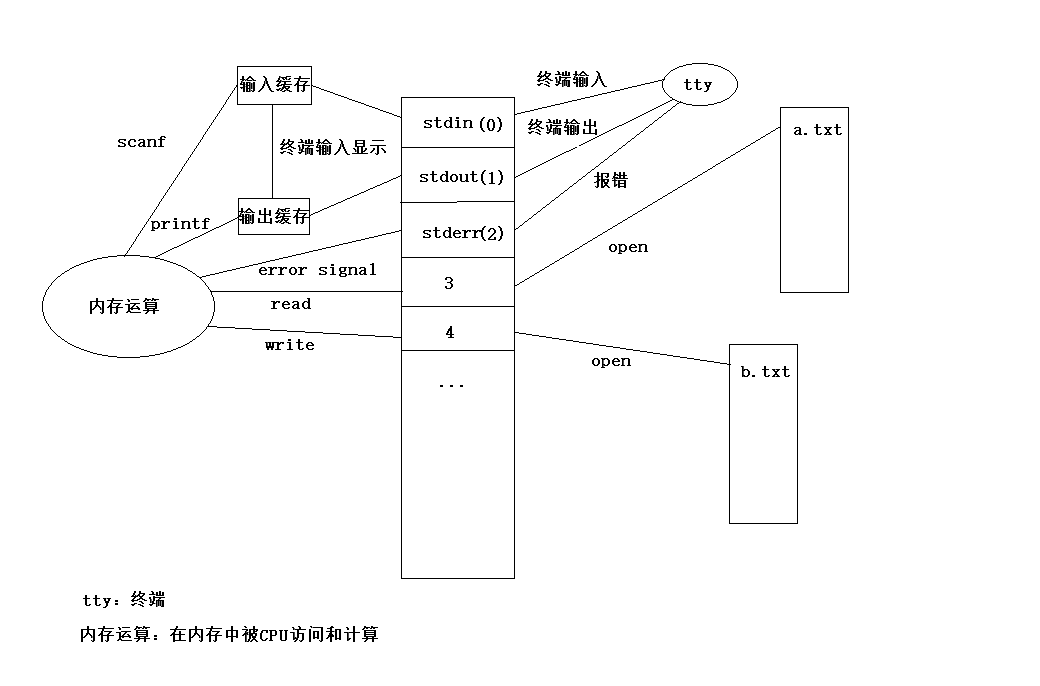 输入缓存
终端输入
tty
stdin(0)
终端输出
a.txt
scanf
终端输入显示
stdout(1)
报错
printf
输出缓存
stderr(2)
open
error signal
3
内存运算
read
4
write
open
b.txt
...
tty: 终端
内存运算: 在内存中被CPU访问和计算